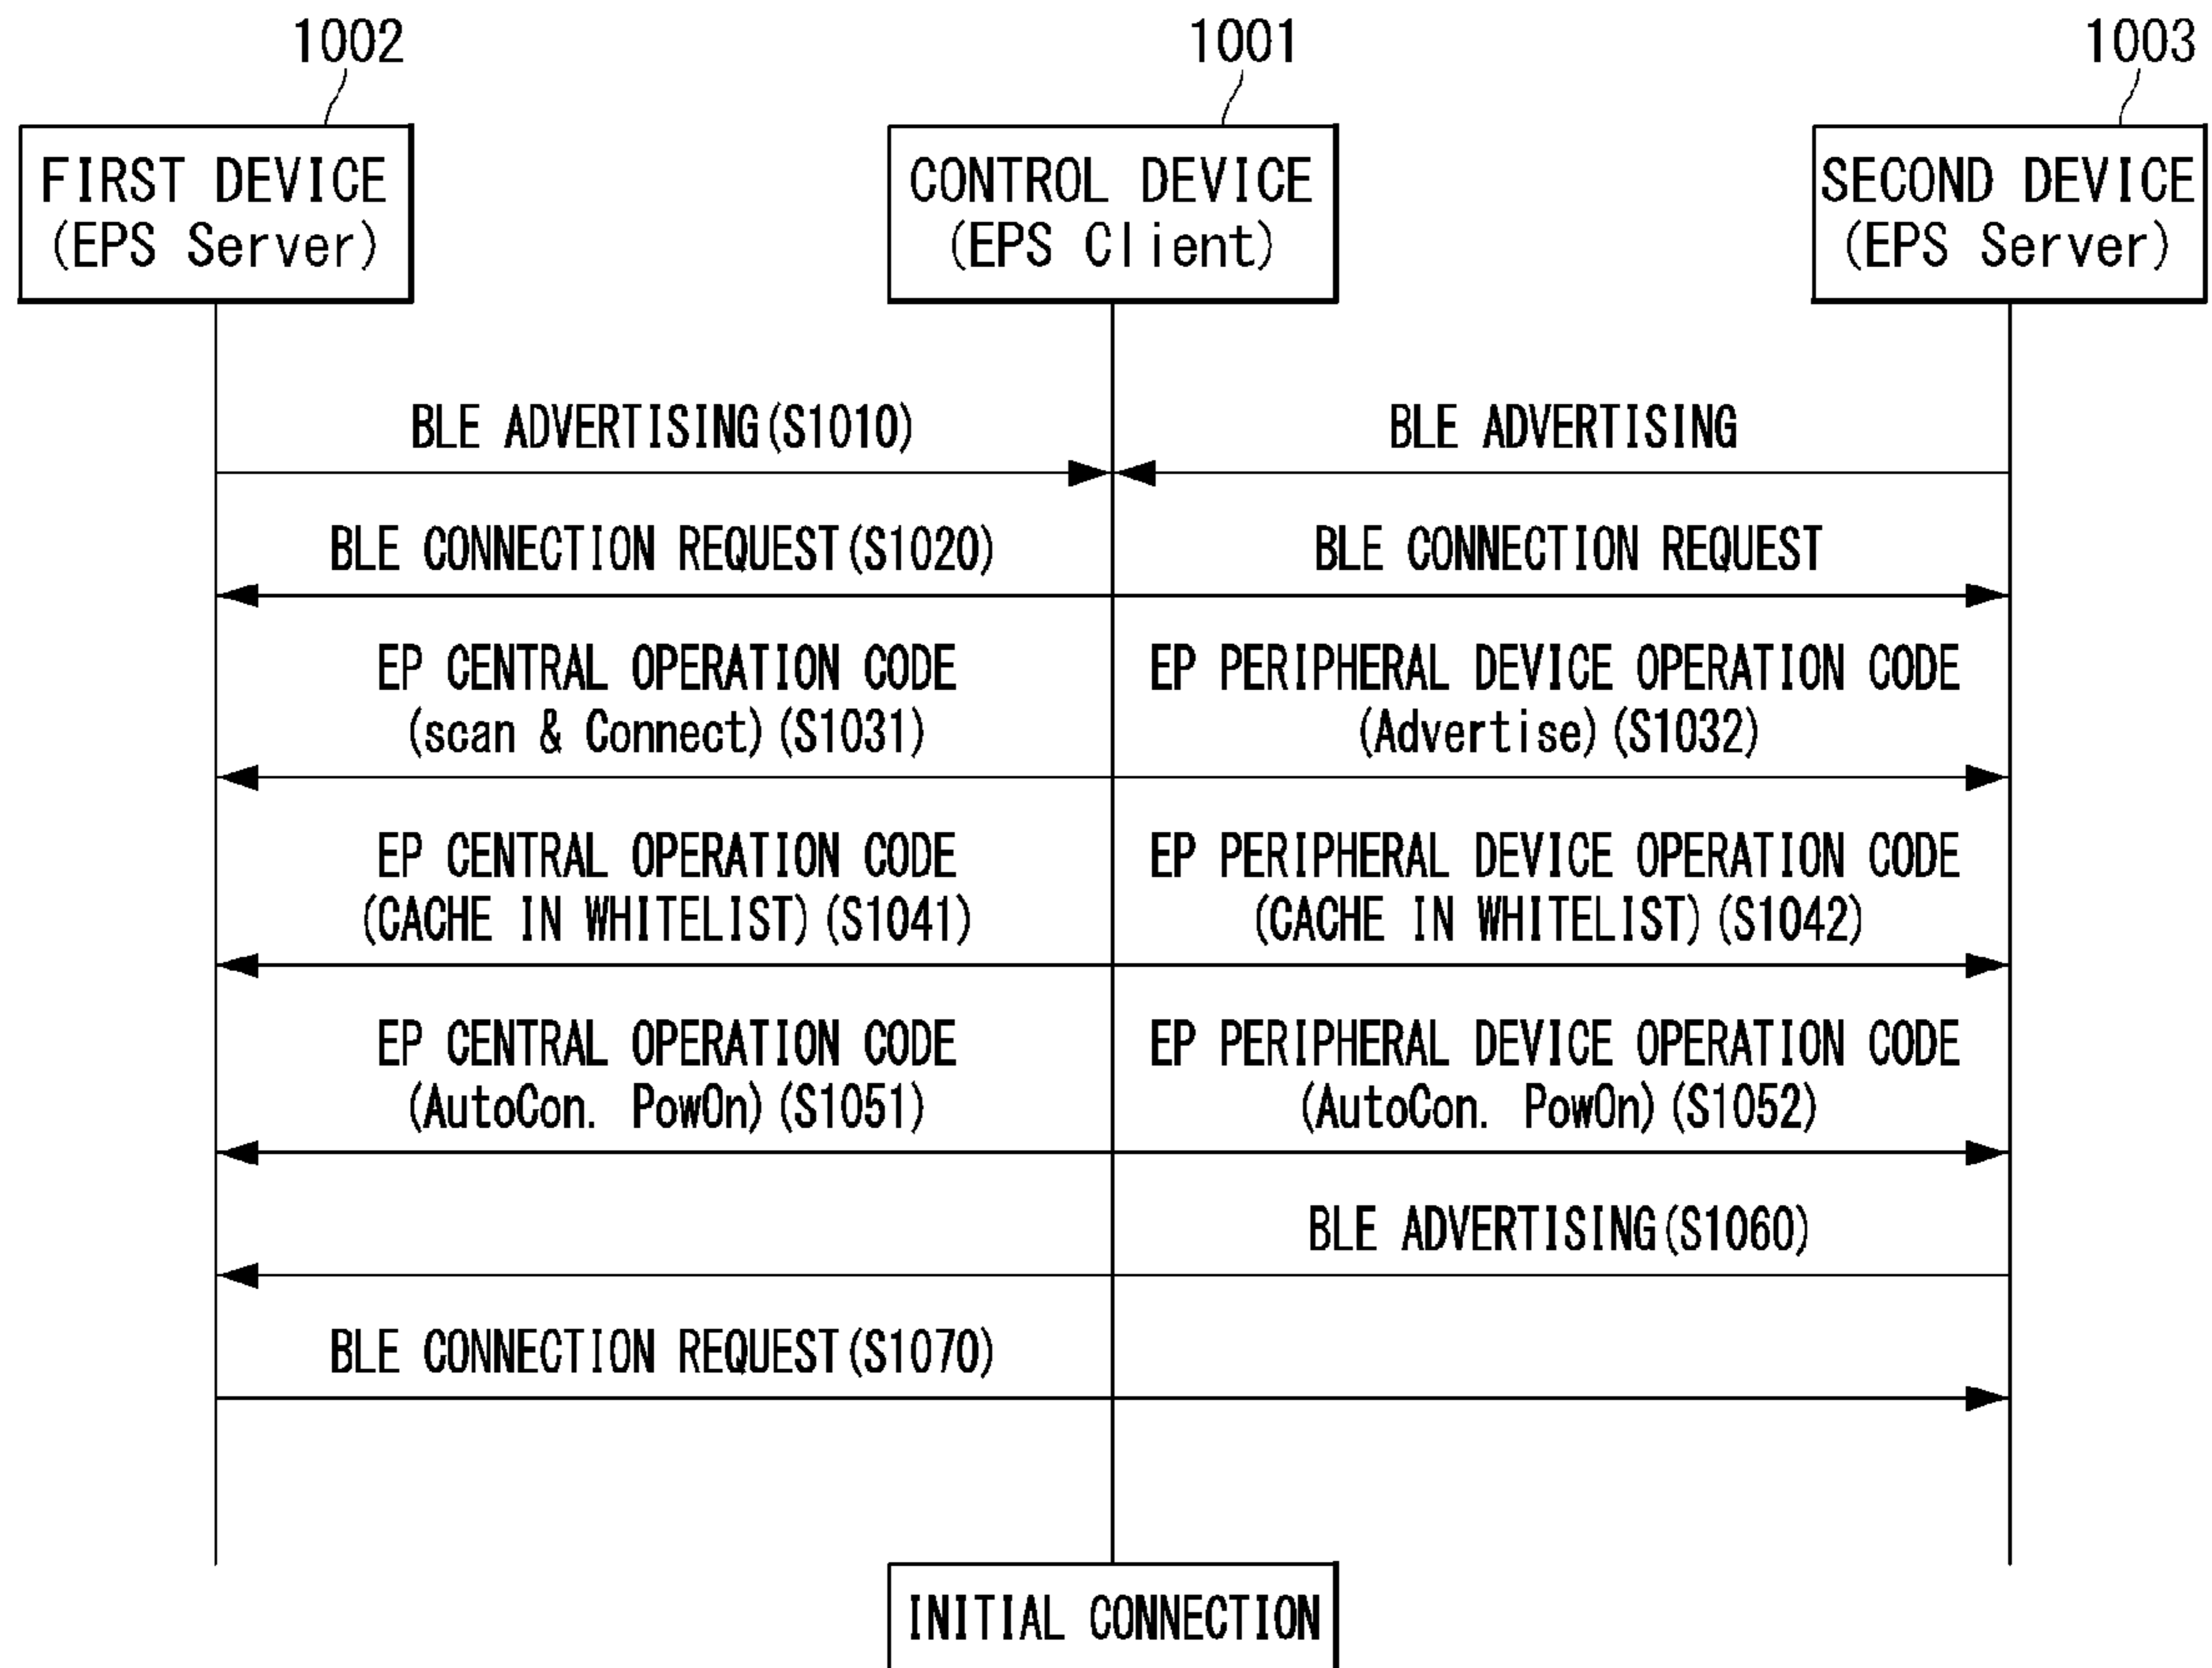 1002
1001
1003
FIRST DEVICE
(EPS Server)
CONTROL DEVICE
(EPS Client)
SECOND DEVICE
(EPS Server)
BLE ADVERTISING(S1010)
BLE ADVERTISING
BLE CONNECTION REQUEST(S1020)
BLE CONNECTION REQUEST
EP CENTRAL OPERATION CODE
(scan & Connect)(S1031)
EP PERIPHERAL DEVICE OPERATION CODE
(Advertise)(S1032)
EP CENTRAL OPERATION CODE
(CACHE IN WHITELIST)(S1041)
EP PERIPHERAL DEVICE OPERATION CODE
(CACHE IN WHITELIST)(S1042)
EP CENTRAL OPERATION CODE
(AutoCon. PowOn)(S1051)
EP PERIPHERAL DEVICE OPERATION CODE
(AutoCon. PowOn)(S1052)
BLE ADVERTISING(S1060)
BLE CONNECTION REQUEST(S1070)
INITIAL CONNECTION